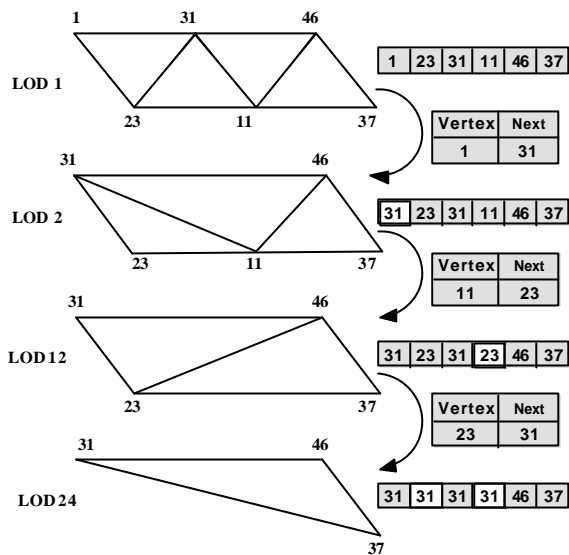 1 31 46
1 23 31 11 46 37
LOD 1
23 11 37
Vertex Next
1 31
31 46
LOD 2
31 23 31 11 46 37
23 11 37
Vertex Next
11 23
31 46
LOD 12
31 23 31 23 46 37
23 37
Vertex Next
23 31
31 46
LOD 24
31 31 31 31 46 37
37